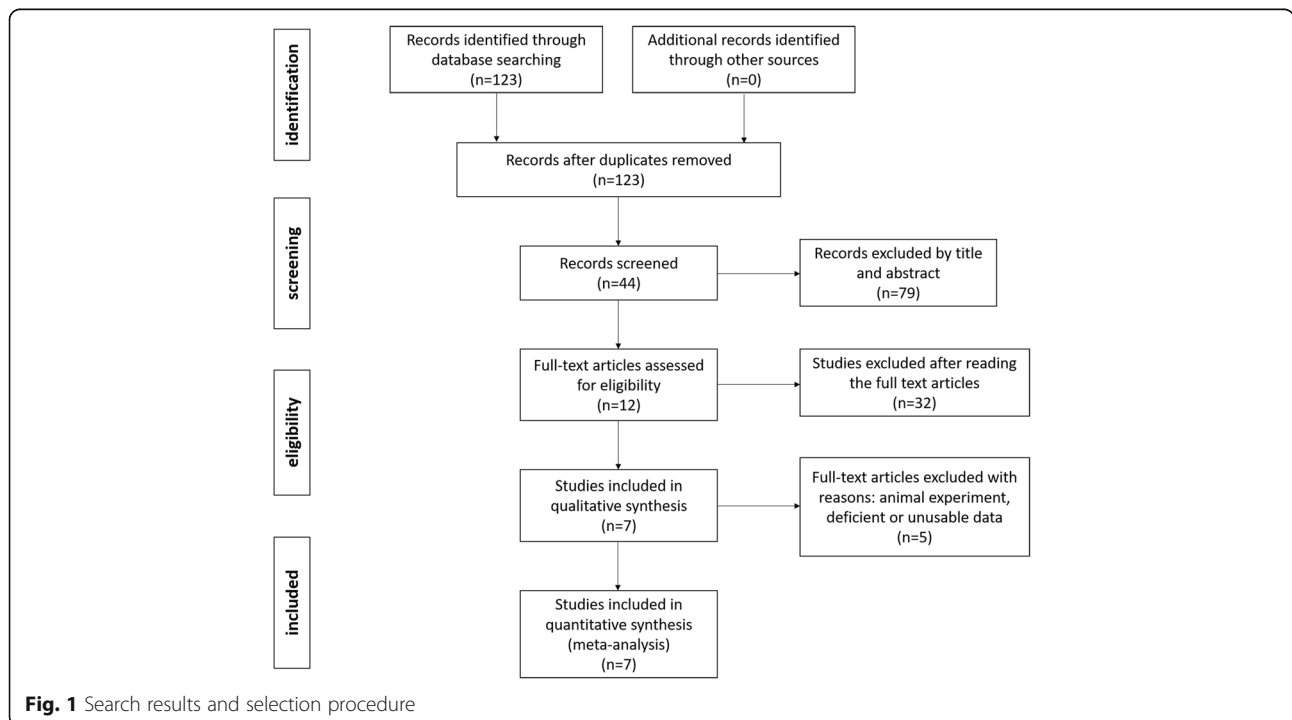 identification
Records identified through
database searching
(n=123)
Additional records identified
through other sources
(n=0)
Records after duplicates removed
(n=123)
screening
Records screened
(n=44)
Records excluded by title
and abstract
(n=79)
eligibility
Full-text articles assessed
for eligibility
(n=12)
Studies excluded after reading
the full text articles
(n=32)
Studies included in
qualitative synthesis
(n=7)
Full-text articles excluded with
reasons: animal experiment,
deficient or unusable data
(n=5)
included
Studies included in
quantitative synthesis
(meta-analysis)
(n=7)
Fig. 1 Search results and selection procedure